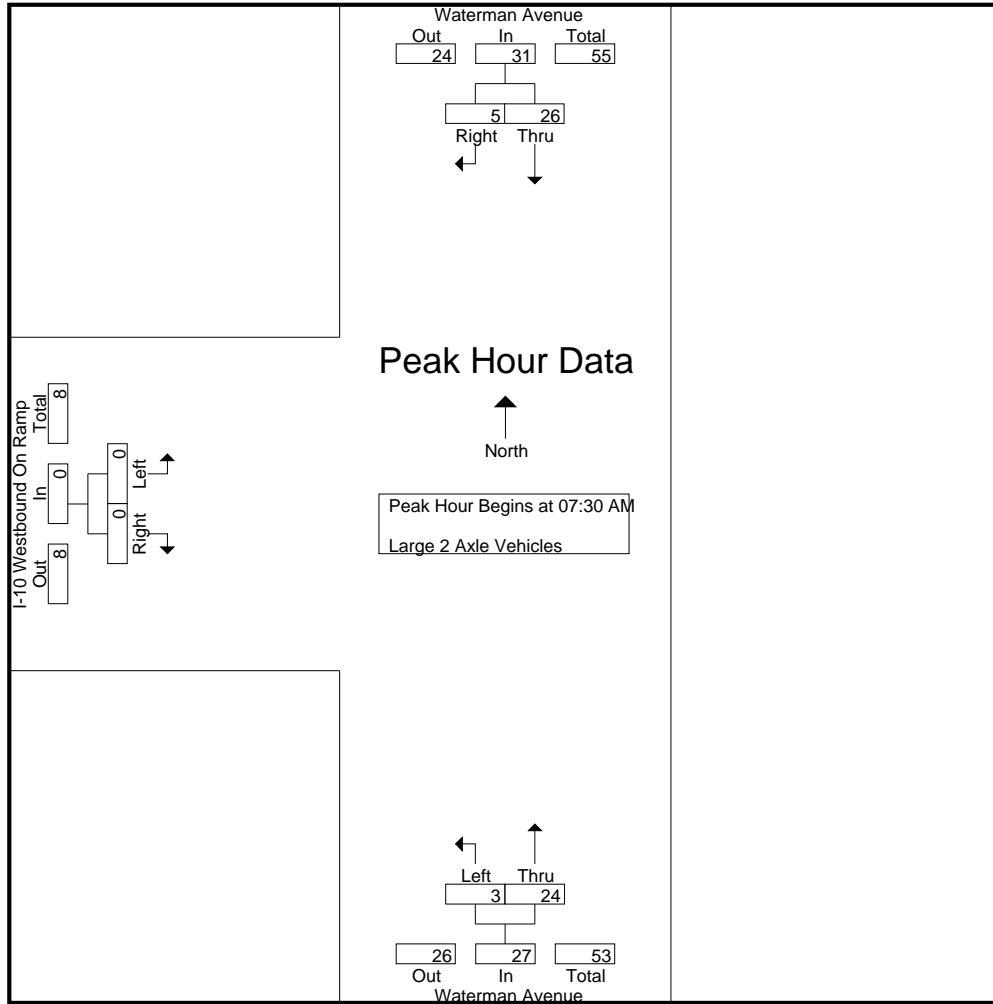 Waterman Avenue
Out In Total
24 31 55
5 26
Right Thru
Peak Hour Data
North
Peak Hour Begins at 07:30 AM
Large 2 Axle Vehicles
I-10 Westbound On Ramp
Out In Total
8 0 8
Right Left
0 0
Left Thru
3 24
26 27 53
Out In Total
Waterman Avenue